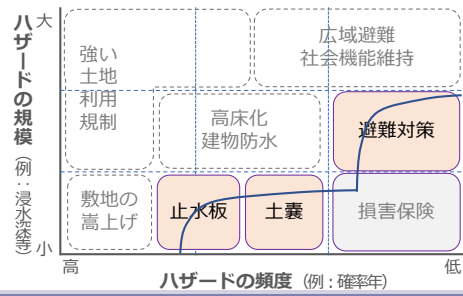 ハザードの規模（例：浸水深等）
大
小
強い
土地
利用
規制
広域避難
社会機能維持
高床化
建物防水
避難対策
敷地の
嵩上げ
止水板
土嚢
損害保険
高
低
ハザードの頻度（例：確率年）